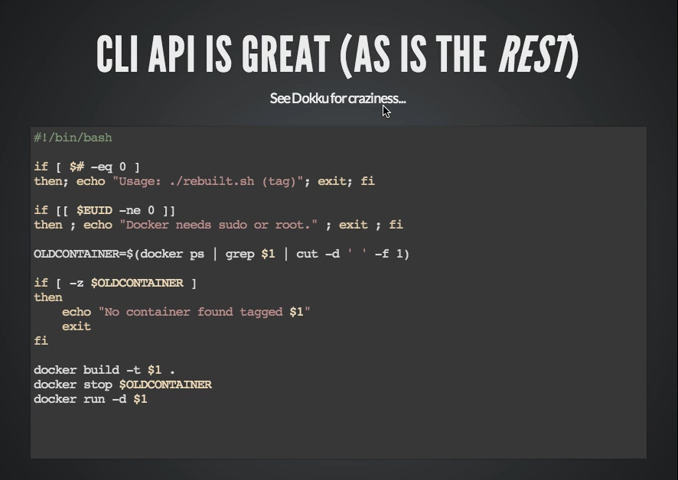 CLI API IS GREAT (AS IS THE REST)
See Dokku for craziness...
#!/bin/bash
if [ $# -eq 0 ]
then; echo "Usage: ./rebuilt.sh (tag)"; exit; fi
if [[ $EUID -ne 0 ]]
then ; echo "Docker needs sudo or root." ; exit ; fi
OLDCONTAINER=$(docker ps | grep $1 | cut -d ' ' -f 1)
if [ -z $OLDCONTAINER ]
then
    echo "No container found tagged $1"
    exit
fi
docker build -t $1 .
docker stop $OLDCONTAINER
docker run -d $1